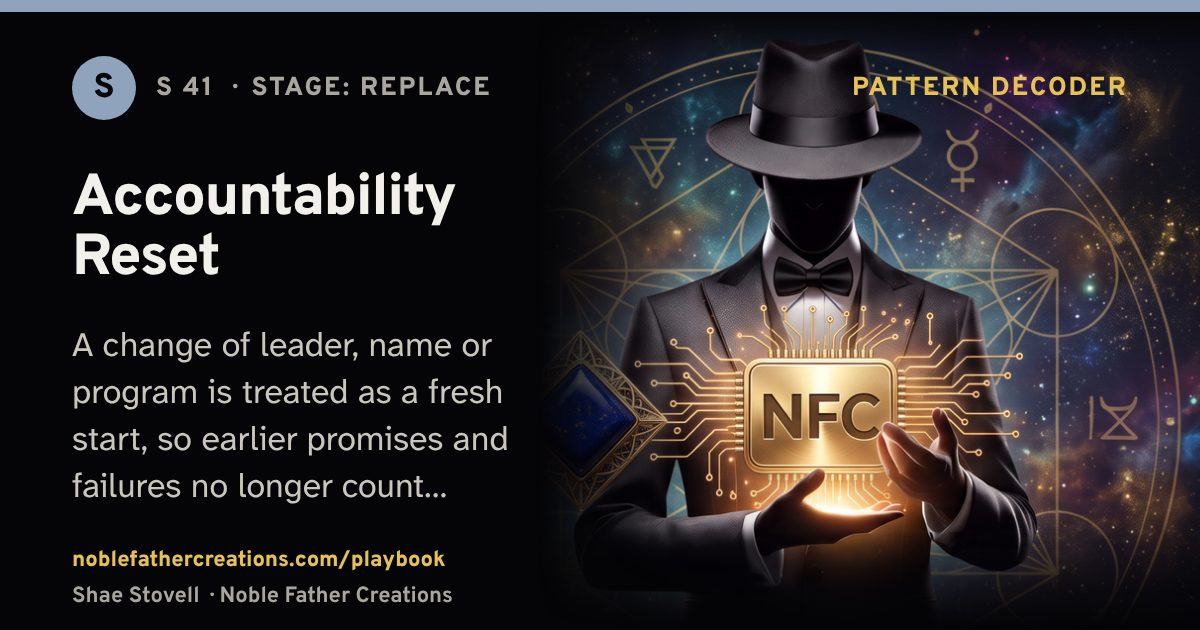 S
S 41 · STAGE: REPLACE
PATTERN DECODER
Accountability
Reset
A change of leader, name or
program is treated as a fresh
start, so earlier promises and
failures no longer count...
NFC
noblefathercreations.com/playbook
Shae Stovell · Noble Father Creations